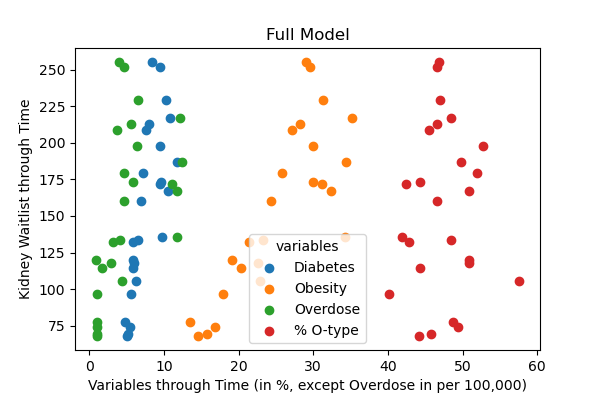 Full Model
Kidney Waitlist through Time
250
225
200
175
150
125
100
75
variables
Diabetes
Obesity
Overdose
% O-type
0 10 20 30 40 50 60
Variables through Time (in %, except Overdose in per 100,000)